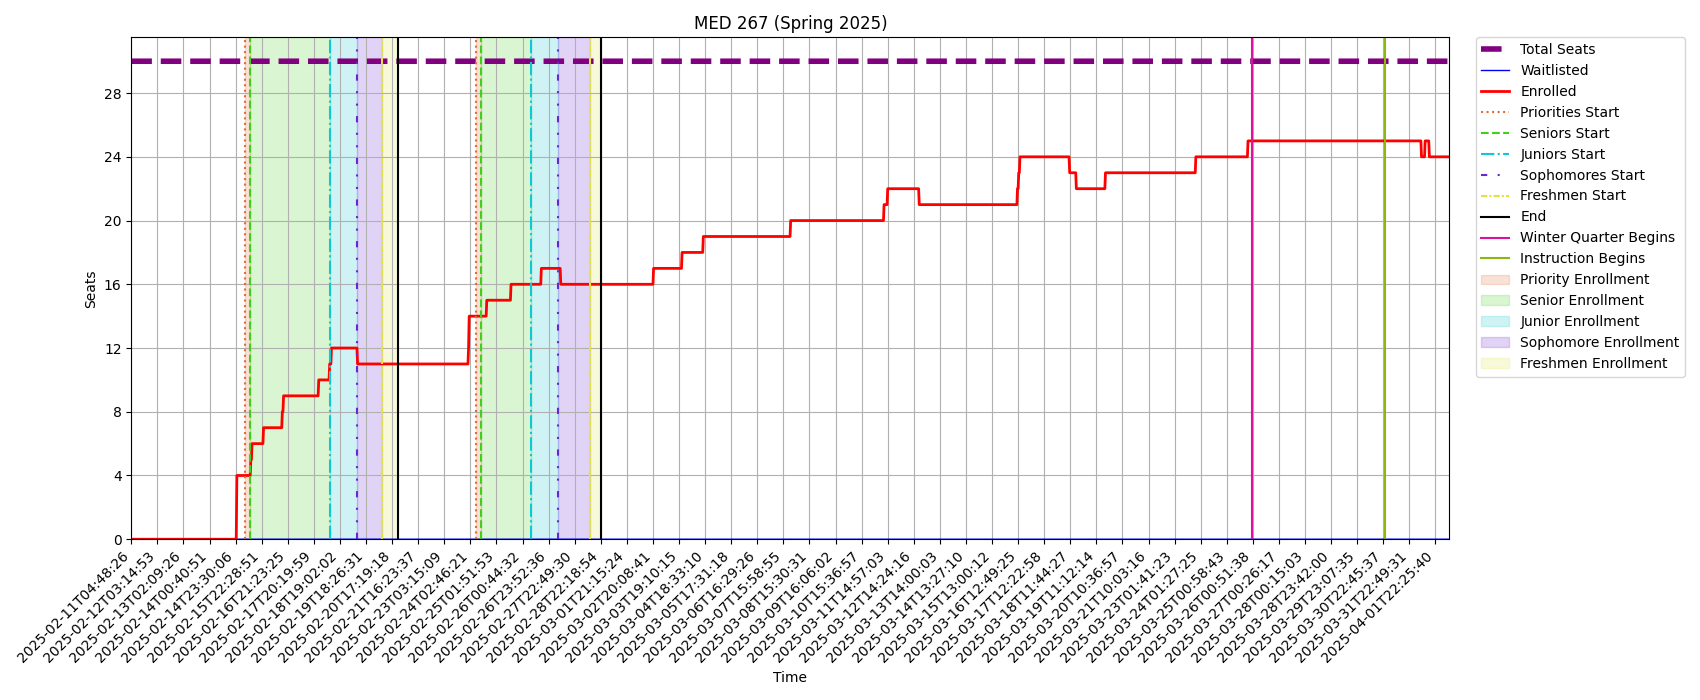 MED 267 (Spring 2025)
Seats
28
24
20
16
12
8
4
0
2025-02-11T04:48:26
2025-02-12T03:14:53
2025-02-13T02:09:26
2025-02-14T00:40:51
2025-02-14T23:30:06
2025-02-15T22:28:51
2025-02-16T21:23:25
2025-02-17T20:19:59
2025-02-18T19:02:02
2025-02-19T18:26:31
2025-02-20T17:19:18
2025-02-21T16:23:37
2025-02-23T03:15:09
2025-02-24T02:46:21
2025-02-25T01:51:53
2025-02-26T00:44:32
2025-02-26T23:52:36
2025-02-27T22:49:30
2025-02-28T22:18:54
2025-03-01T21:15:24
2025-03-02T20:08:41
2025-03-03T19:10:15
2025-03-04T18:33:10
2025-03-05T17:31:18
2025-03-06T16:29:26
2025-03-07T15:58:55
2025-03-08T15:30:31
2025-03-09T16:06:02
2025-03-10T15:36:57
2025-03-11T14:57:03
2025-03-12T14:24:16
2025-03-13T14:00:03
2025-03-14T13:27:10
2025-03-15T13:00:12
2025-03-16T12:49:25
2025-03-17T12:22:58
2025-03-18T11:44:27
2025-03-19T11:12:14
2025-03-20T10:36:57
2025-03-21T10:03:16
2025-03-23T01:41:23
2025-03-24T01:27:25
2025-03-25T00:58:43
2025-03-26T00:51:38
2025-03-27T00:26:17
2025-03-28T00:15:03
2025-03-28T23:42:00
2025-03-29T23:07:35
2025-03-30T22:45:37
2025-03-31T22:49:31
2025-04-01T22:25:40
Time
Total Seats
Waitlisted
Enrolled
Priorities Start
Seniors Start
Juniors Start
Sophomores Start
Freshmen Start
End
Winter Quarter Begins
Instruction Begins
Priority Enrollment
Senior Enrollment
Junior Enrollment
Sophomore Enrollment
Freshmen Enrollment